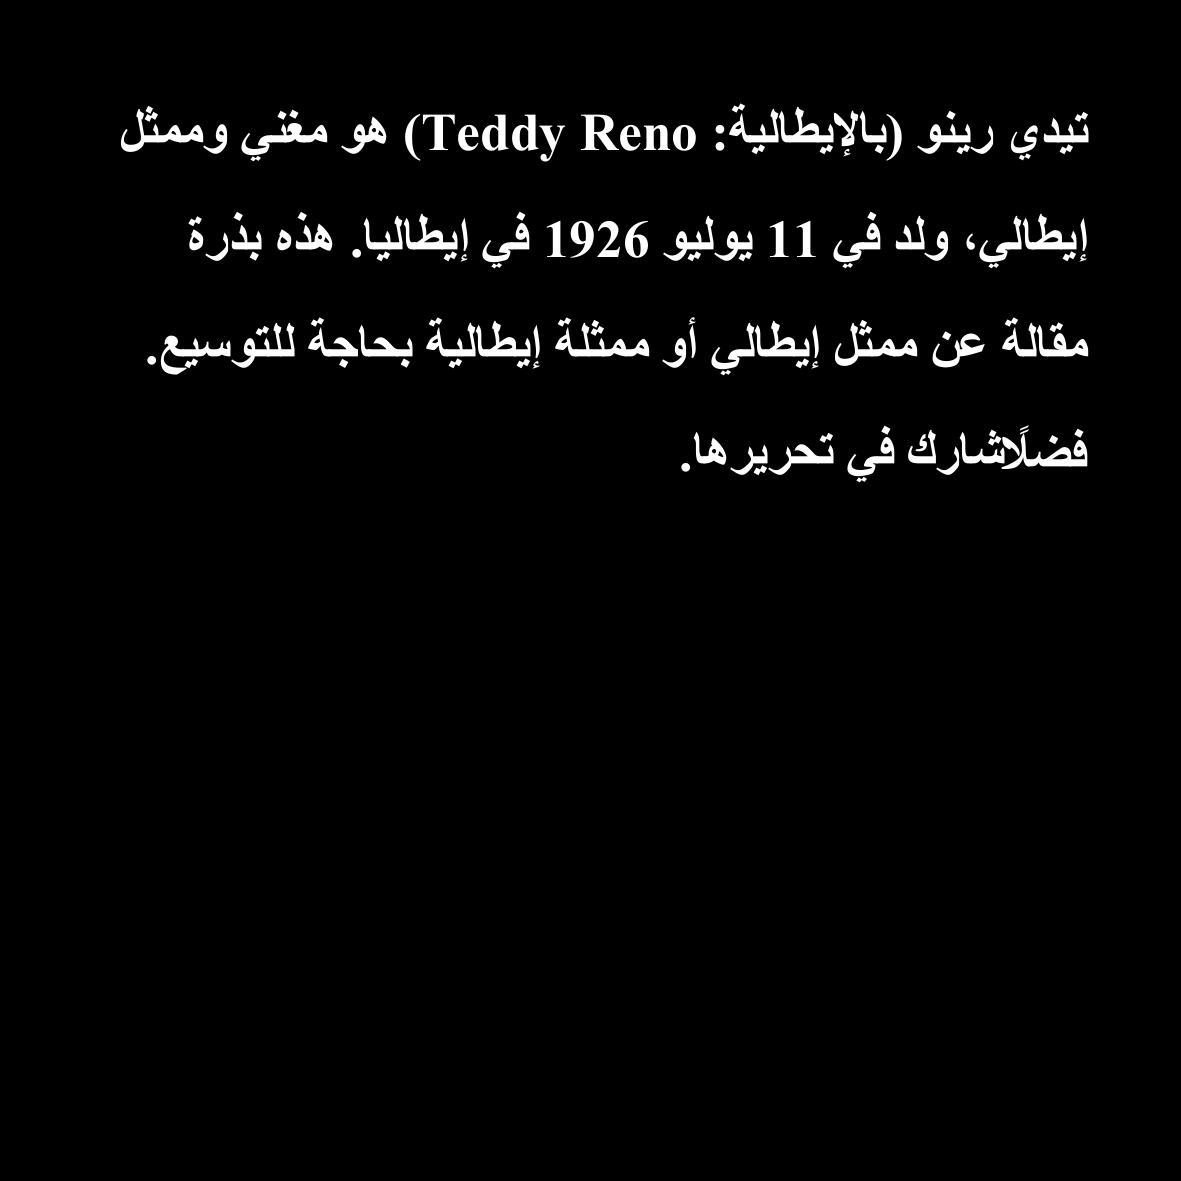 تيدي رينو (بالإيطالية: Teddy Reno) هو مغني وممثل
إيطالي، ولد في 11 يوليو 1926 في إيطاليا. هذه بذرة
مقالة عن ممثل إيطالي أو ممثلة إيطالية بحاجة للتوسيع.
فضلًاشارك في تحريرها.